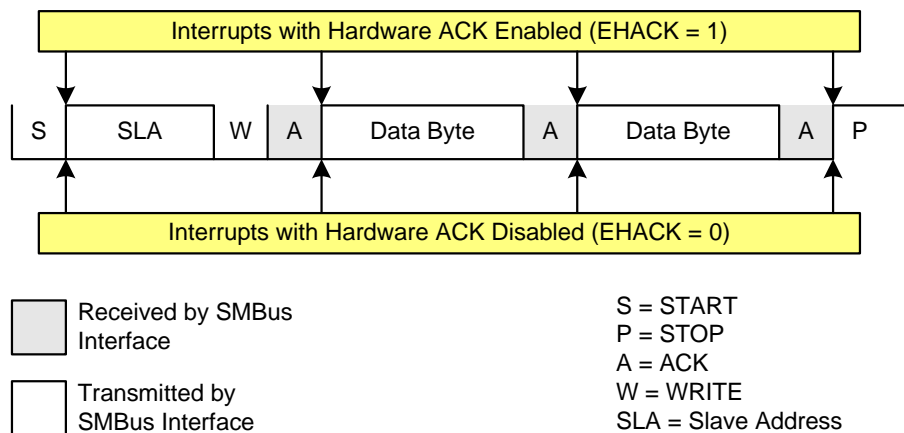 Interrupts with Hardware ACK Enabled (EHACK = 1)
S SLA W A Data Byte A Data Byte A P
Interrupts with Hardware ACK Disabled (EHACK = 0)
Received by SMBus
Interface
Transmitted by
SMBus Interface
S = START
P = STOP
A = ACK
W = WRITE
SLA = Slave Address